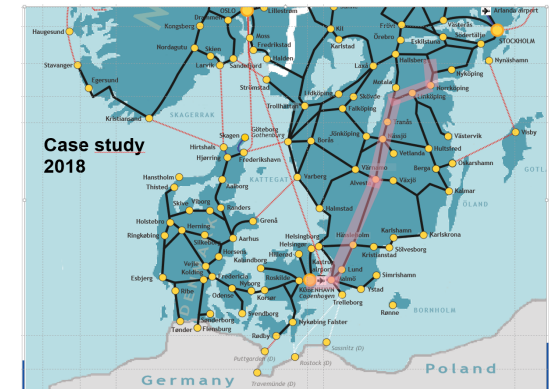 OSLO
Lillestrøm
Arlanda airport
Drammen
Kil
Frövi
Västerås
Kongsberg
Haugesund
Moss
Karlstad
Örebro
Eskilstuna
Södertälje
STOCKHOLM
Nordagutu
Skien
Fredrikstad
Larvik
Sandefjord
Halden
Laxå
Hallsberg
Nynäshamn
Stavanger
Nyköping
Egersund
Strömstad
Motala
Norrköping
Lidköping
Skövde
Linköping
Trollhättan
Falköping
Kristiansand
SKAGERRAK
Tranås
Case study
2018
Skagen
Göteborg
Gothenburg
Borås
Jönköping
Nässjö
Västervik
Visby
Hirtshals
Hjørring
Frederikshavn
Vetlanda
Hultsfred
Oskarshamn
GOTL
Hanstholm
Thisted
KATTEGAT
Varberg
Värnamo
Berga
Aalborg
Alvesta
Växjö
Kalmar
Skive
Viborg
Randers
Halmstad
ÖLAND
Holstebro
Grenå
Ringkøbing
Herning
Silkeborg
Aarhus
Helsingborg
Helsingør
Hässleholm
Karlshamn
Karlskrona
Kristianstad
Sölvesborg
Horsens
Kalundborg
Hillerød
Kastrup
airport
Vejle
Kolding
Lund
Simrishamn
Esbjerg
Fredericia
Nyborg
Roskilde
KØBENHAVN
Copenhagen
Malmö
Ystad
Ribe
Odense
Korsør
Trelleborg
BORNHOLM
Rønne
Sønderborg
Svendborg
Nykøbing Falster
Tønder
Flensburg
Rødby
Sassnitz (D)
Puttgarden (D)
Rostock (D)
Travemünde (D)
Germany
Poland